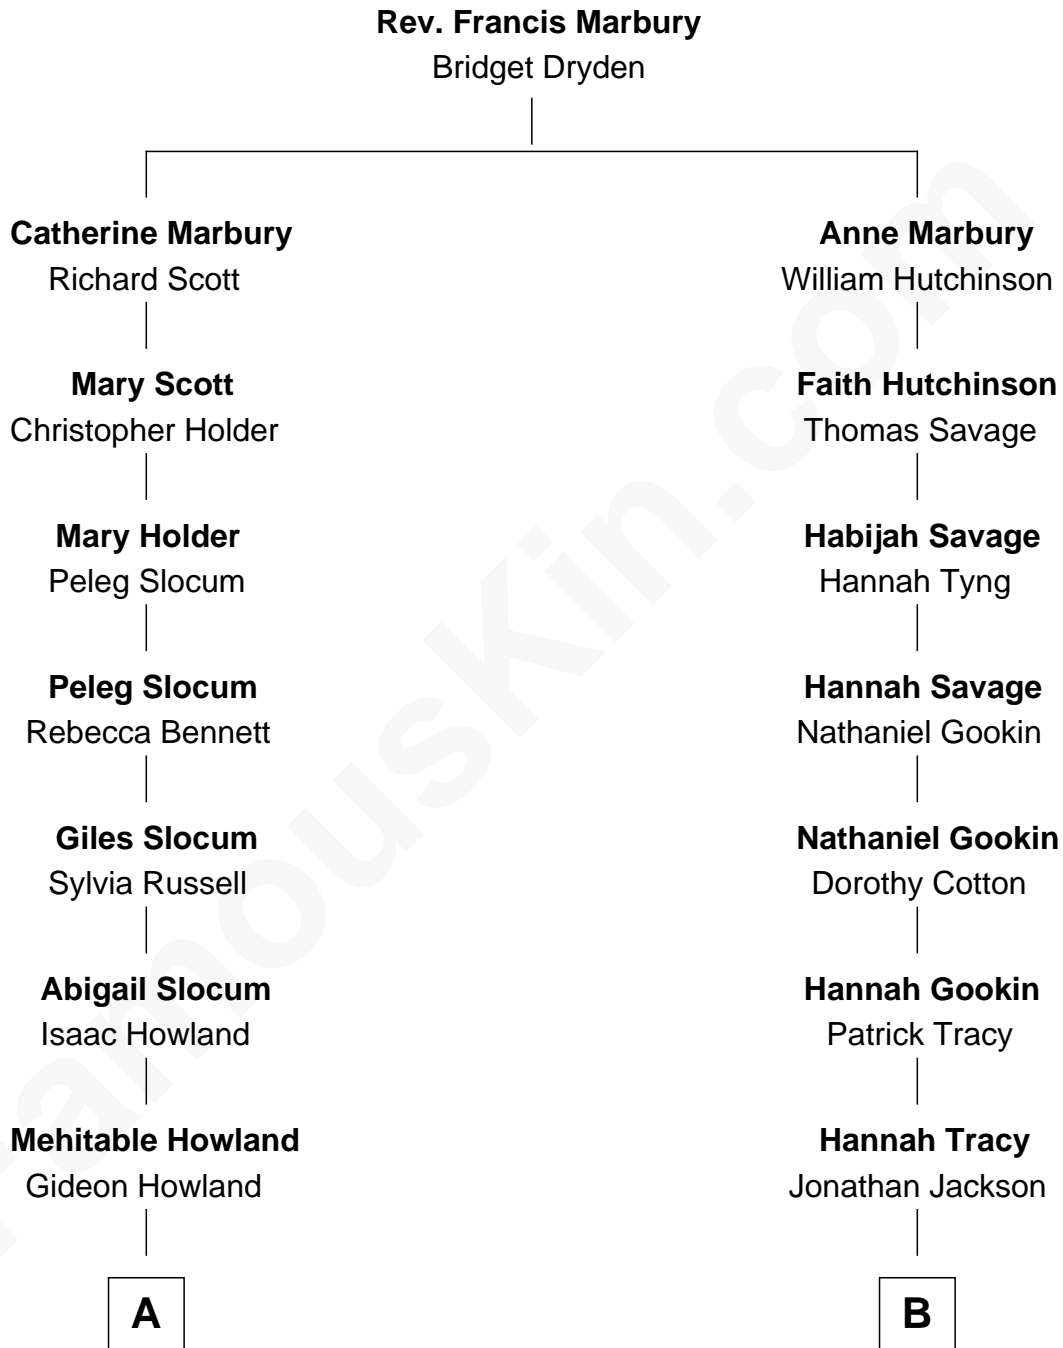 Rev. Francis Marbury
Bridget Dryden
Catherine Marbury
Richard Scott
Anne Marbury
William Hutchinson
Mary Scott
Christopher Holder
Faith Hutchinson
Thomas Savage
Mary Holder
Peleg Slocum
Habijah Savage
Hannah Tyng
Peleg Slocum
Rebecca Bennett
Hannah Savage
Nathaniel Gookin
Giles Slocum
Sylvia Russell
Nathaniel Gookin
Dorothy Cotton
Abigail Slocum
Isaac Howland
Hannah Gookin
Patrick Tracy
Mehitable Howland
Gideon Howland
Hannah Tracy
Jonathan Jackson
A
B
FamousKin.com